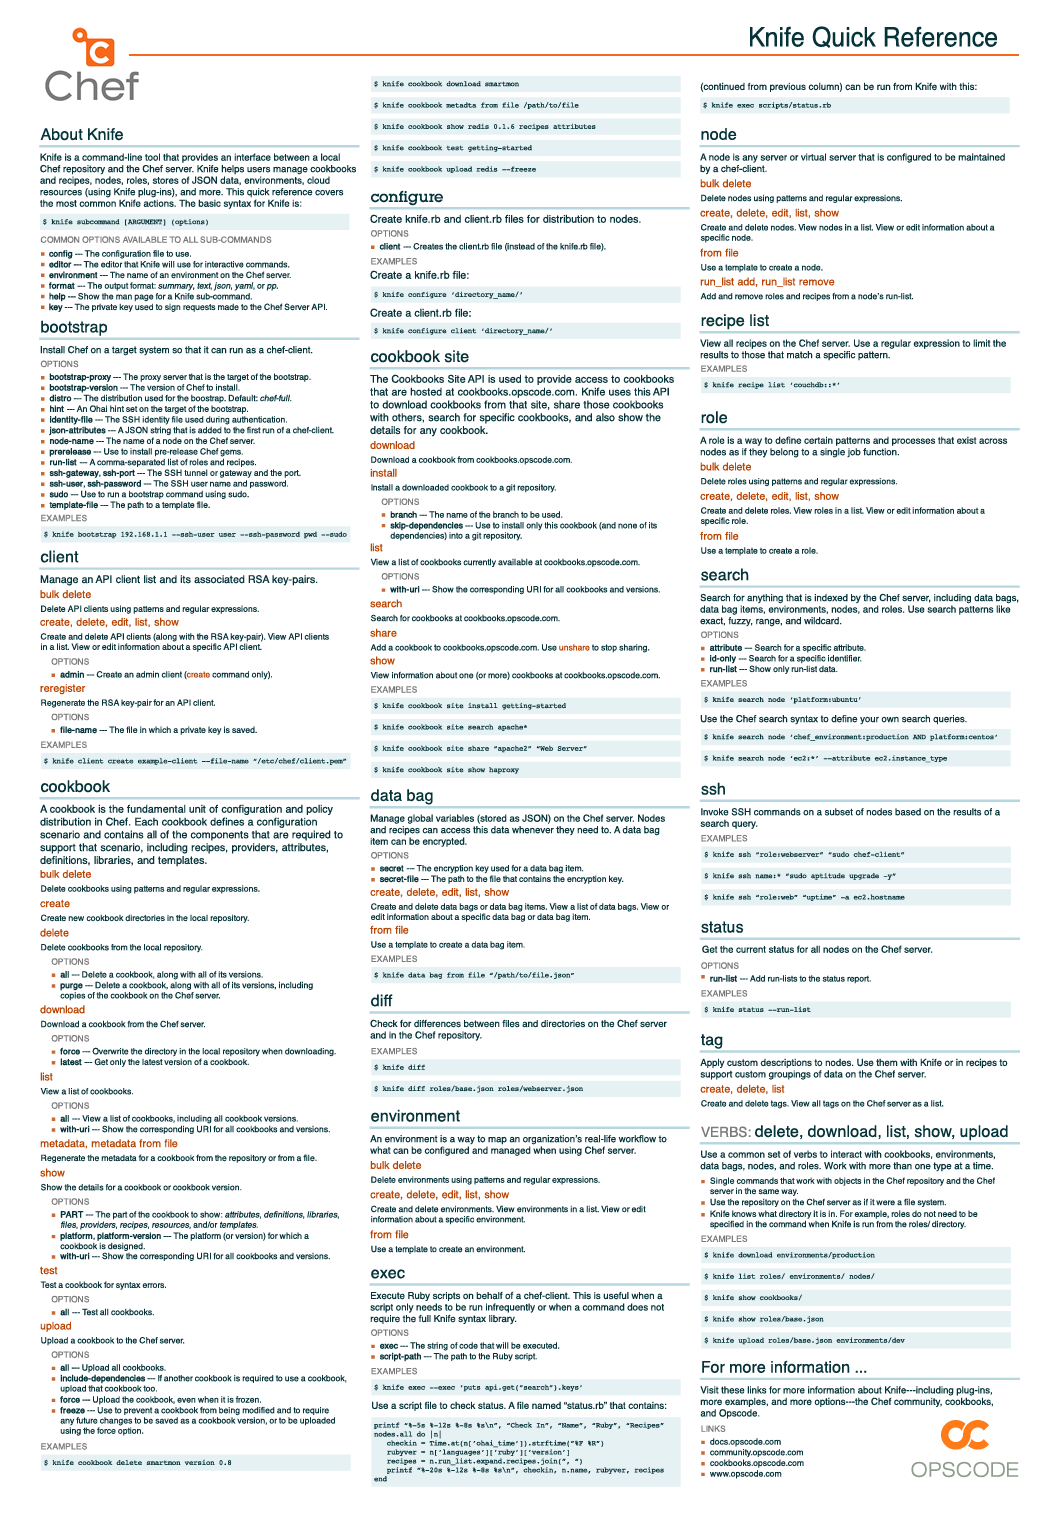 Knife Quick Reference
Chef
About Knife
Knife is a command-line tool that provides an interface between a local
Chef repository and the Chef server. Knife helps users manage cookbooks
and recipes, nodes, roles, stores of JSON data, environments, cloud
resources (using Knife plug-ins), and more. This quick reference covers
the most common Knife actions. The basic syntax for Knife is:
$ knife subcommand [ARGUMENT] (options)
COMMON OPTIONS AVAILABLE TO ALL SUB-COMMANDS
■ config --- The configuration file to use.
■ editor --- The editor that Knife will use for interactive commands.
■ environment --- The name of an environment on the Chef server.
■ format --- The output format: summary, text, json, yaml, or pp.
■ help --- Show the man page for a Knife sub-command.
■ key --- The private key used to sign requests made to the Chef Server API.
bootstrap
Install Chef on a target system so that it can run as a chef-client.
OPTIONS
■ bootstrap-proxy --- The proxy server that is the target of the bootstrap.
■ bootstrap-version --- The version of Chef to install.
■ distro --- The distribution used for the boostrap. Default: chef-full.
■ hint --- An Ohai hint set on the target of the bootstrap.
■ identity-file --- The SSH identity file used during authentication.
■ json-attributes --- A JSON string that is added to the first run of a chef-client.
■ node-name --- The name of a node on the Chef server.
■ prerelease --- Use to install pre-release Chef gems.
■ run-list --- A comma-separated list of roles and recipes.
■ ssh-gateway, ssh-port --- The SSH tunnel or gateway and the port.
■ ssh-user, ssh-password --- The SSH user name and password.
■ sudo --- Use to run a bootstrap command using sudo.
■ template-file --- The path to a template file.
EXAMPLES
$ knife bootstrap 192.168.1.1 --ssh-user user --ssh-password pwd --sudo
client
Manage an API client list and its associated RSA key-pairs.
bulk delete
Delete API clients using patterns and regular expressions.
create, delete, edit, list, show
Create and delete API clients (along with the RSA key-pair). View API clients
in a list. View or edit information about a specific API client.
OPTIONS
■ admin --- Create an admin client (create command only).
reregister
Regenerate the RSA key-pair for an API client.
OPTIONS
■ file-name --- The file in which a private key is saved.
EXAMPLES
$ knife client create example-client --file-name “/etc/chef/client.pem”
cookbook
A cookbook is the fundamental unit of configuration and policy
distribution in Chef. Each cookbook defines a configuration
scenario and contains all of the components that are required to
support that scenario, including recipes, providers, attributes,
definitions, libraries, and templates.
bulk delete
Delete cookbooks using patterns and regular expressions.
create
Create new cookbook directories in the local repository.
delete
Delete cookbooks from the local repository.
OPTIONS
■ all --- Delete a cookbook, along with all of its versions.
■ purge --- Delete a cookbook, along with all of its versions, including
copies of the cookbook on the Chef server.
download
Download a cookbook from the Chef server.
OPTIONS
■ force --- Overwrite the directory in the local repository when downloading.
■ latest --- Get only the latest version of a cookbook.
list
View a list of cookbooks.
OPTIONS
■ all --- View a list of cookbooks, including all cookbook versions.
■ with-uri --- Show the corresponding URI for all cookbooks and versions.
metadata, metadata from file
Regenerate the metadata for a cookbook from the repository or from a file.
show
Show the details for a cookbook or cookbook version.
OPTIONS
■ PART --- The part of the cookbook to show: attributes, definitions, libraries,
files, providers, recipes, resources, and/or templates.
■ platform, platform-version --- The platform (or version) for which a
cookbook is designed.
■ with-uri --- Show the corresponding URI for all cookbooks and versions.
test
Test a cookbook for syntax errors.
OPTIONS
■ all --- Test all cookbooks.
upload
Upload a cookbook to the Chef server.
OPTIONS
■ all --- Upload all cookbooks.
■ include-dependencies --- If another cookbook is required to use a cookbook,
upload that cookbook too.
■ force --- Upload the cookbook, even when it is frozen.
■ freeze --- Use to prevent a cookbook from being modified and to require
any future changes to be saved as a cookbook version, or to be uploaded
using the force option.
EXAMPLES
$ knife cookbook delete smartmon version 0.8
$ knife cookbook download smartmon
$ knife cookbook metadta from file /path/to/file
$ knife cookbook show redis 0.1.6 recipes attributes
$ knife cookbook test getting-started
$ knife cookbook upload redis --freeze
configure
Create knife.rb and client.rb files for distribution to nodes.
OPTIONS
■ client --- Creates the client.rb file (instead of the knife.rb file).
EXAMPLES
Create a knife.rb file:
$ knife configure ‘directory_name/’
Create a client.rb file:
$ knife configure client ‘directory_name/’
cookbook site
The Cookbooks Site API is used to provide access to cookbooks
that are hosted at cookbooks.opscode.com. Knife uses this API
to download cookbooks from that site, share those cookbooks
with others, search for specific cookbooks, and also show the
details for any cookbook.
download
Download a cookbook from cookbooks.opscode.com.
install
Install a downloaded cookbook to a git repository.
OPTIONS
■ branch --- The name of the branch to be used.
■ skip-dependencies --- Use to install only this cookbook (and none of its
dependencies) into a git repository.
list
View a list of cookbooks currently available at cookbooks.opscode.com.
OPTIONS
■ with-uri --- Show the corresponding URI for all cookbooks and versions.
search
Search for cookbooks at cookbooks.opscode.com.
share
Add a cookbook to cookbooks.opscode.com. Use unshare to stop sharing.
show
View information about one (or more) cookbooks at cookbooks.opscode.com.
EXAMPLES
$ knife cookbook site install getting-started
$ knife cookbook site search apache*
$ knife cookbook site share “apache2” “Web Server”
$ knife cookbook site show haproxy
data bag
Manage global variables (stored as JSON) on the Chef server. Nodes
and recipes can access this data whenever they need to. A data bag
item can be encrypted.
OPTIONS
■ secret --- The encryption key used for a data bag item.
■ secret-file --- The path to the file that contains the encryption key.
create, delete, edit, list, show
Create and delete data bags or data bag items. View a list of data bags. View or
edit information about a specific data bag or data bag item.
from file
Use a template to create a data bag item.
EXAMPLES
$ knife data bag from file “/path/to/file.json”
diff
Check for differences between files and directories on the Chef server
and in the Chef repository.
EXAMPLES
$ knife diff
$ knife diff roles/base.json roles/webserver.json
environment
An environment is a way to map an organization’s real-life workflow to
what can be configured and managed when using Chef server.
bulk delete
Delete environments using patterns and regular expressions.
create, delete, edit, list, show
Create and delete environments. View environments in a list. View or edit
information about a specific environment.
from file
Use a template to create an environment.
exec
Execute Ruby scripts on behalf of a chef-client. This is useful when a
script only needs to be run infrequently or when a command does not
require the full Knife syntax library.
OPTIONS
■ exec --- The string of code that will be executed.
■ script-path --- The path to the Ruby script.
EXAMPLES
$ knife exec --exec ‘puts api.get(“search”).keys’
Use a script file to check status. A file named “status.rb” that contains:
printf “%-5s %-12s %-8s %s\n”, “Check In”, “Name”, “Ruby”, “Recipes”
nodes.all do |n|
checkin = Time.at(n[‘ohai_time’]).strftime(“%F %R”)
rubyver = n[‘languages’][‘ruby’][‘version’]
recipes = n.run_list.expand.recipes.join(“, “)
printf “%-20s %-12s %-8s %s\n”, checkin, n.name, rubyver, recipes
end
(continued from previous column) can be run from Knife with this:
$ knife exec scripts/status.rb
node
A node is any server or virtual server that is configured to be maintained
by a chef-client.
bulk delete
Delete nodes using patterns and regular expressions.
create, delete, edit, list, show
Create and delete nodes. View nodes in a list. View or edit information about a
specific node.
from file
Use a template to create a node.
run_list add, run_list remove
Add and remove roles and recipes from a node’s run-list.
recipe list
View all recipes on the Chef server. Use a regular expression to limit the
results to those that match a specific pattern.
EXAMPLES
$ knife recipe list ‘couchdb::*’
role
A role is a way to define certain patterns and processes that exist across
nodes as if they belong to a single job function.
bulk delete
Delete roles using patterns and regular expressions.
create, delete, edit, list, show
Create and delete roles. View roles in a list. View or edit information about a
specific role.
from file
Use a template to create a role.
search
Search for anything that is indexed by the Chef server, including data bags,
data bag items, environments, nodes, and roles. Use search patterns like
exact, fuzzy, range, and wildcard.
OPTIONS
■ attribute --- Search for a specific attribute.
■ id-only --- Search for a specific identifier.
■ run-list --- Show only run-list data.
EXAMPLES
$ knife search node ‘platform:ubuntu’
Use the Chef search syntax to define your own search queries.
$ knife search node ‘chef_environment:production AND platform:centos’
$ knife search node ‘ec2:*’ --attribute ec2.instance_type
ssh
Invoke SSH commands on a subset of nodes based on the results of a
search query.
EXAMPLES
$ knife ssh “role:webserver” “sudo chef-client”
$ knife ssh name:* “sudo aptitude upgrade -y”
$ knife ssh “role:web” “uptime” -a ec2.hostname
status
Get the current status for all nodes on the Chef server.
OPTIONS
■ run-list --- Add run-lists to the status report.
EXAMPLES
$ knife status --run-list
tag
Apply custom descriptions to nodes. Use them with Knife or in recipes to
support custom groupings of data on the Chef server.
create, delete, list
Create and delete tags. View all tags on the Chef server as a list.
VERBS: delete, download, list, show, upload
Use a common set of verbs to interact with cookbooks, environments,
data bags, nodes, and roles. Work with more than one type at a time.
■ Single commands that work with objects in the Chef repository and the Chef
server in the same way.
■ Use the repository on the Chef server as if it were a file system.
■ Knife knows what directory it is in. For example, roles do not need to be
specified in the command when Knife is run from the roles/ directory.
EXAMPLES
$ knife download environments/production
$ knife list roles/ environments/ nodes/
$ knife show cookbooks/
$ knife show roles/base.json
$ knife upload roles/base.json environments/dev
For more information ...
Visit these links for more information about Knife---including plug-ins,
more examples, and more options---the Chef community, cookbooks,
and Opscode.
LINKS
■ docs.opscode.com
■ community.opscode.com
■ cookbooks.opscode.com
■ www.opscode.com
OPSCODE